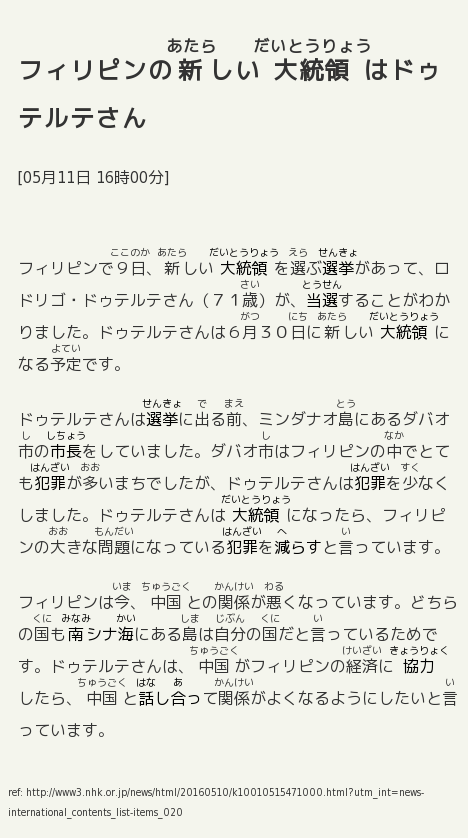 フィリピンの新しい大統領はドゥ
テルテさん
[05月11日 16時00分]
フィリピンで９日、新しい大統領を選ぶ選挙があって、ロ
ドリゴ・ドゥテルテさん（７１歳）が、当選することがわか
りました。ドゥテルテさんは６月３０日に新しい大統領に
なる予定です。
ドゥテルテさんは選挙に出る前、ミンダナオ島にあるダバオ
市の市長をしていました。ダバオ市はフィリピンの中でとて
も犯罪が多いまちでしたが、ドゥテルテさんは犯罪を少なく
しました。ドゥテルテさんは大統領になったら、フィリピ
ンの大きな問題になっている犯罪を減らすと言っています。
フィリピンは今、中国との関係が悪くなっています。どちら
の国も南シナ海にある島は自分の国だと言っているためで
す。ドゥテルテさんは、中国がフィリピンの経済に協力
したら、中国と話し合って関係がよくなるようにしたいと言
っています。
ref: http://www3.nhk.or.jp/news/html/20160510/k10010515471000.html?utm_int=news-
international_contents_list-items_020